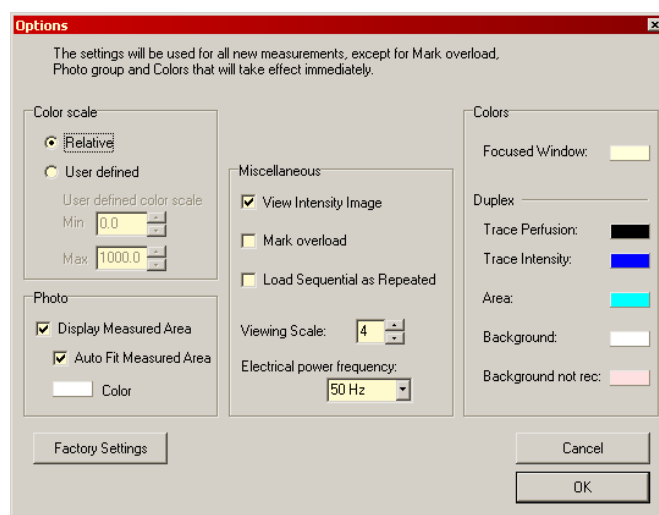 Options
The settings will be used for all new measurements, except for Mark overload,
Photo group and Colors that will take effect immediately.
Color scale
Relative
User defined
User defined color scale
Min 0.0
Max 1000.0
Photo
Display Measured Area
Auto Fit Measured Area
Color
Miscellaneous
View Intensity Image
Mark overload
Load Sequential as Repeated
Viewing Scale: 4
Electrical power frequency:
50 Hz
Colors
Focused Window:
Duplex
Trace Perfusion:
Trace Intensity:
Area:
Background:
Background not rec:
Factory Settings
Cancel
OK